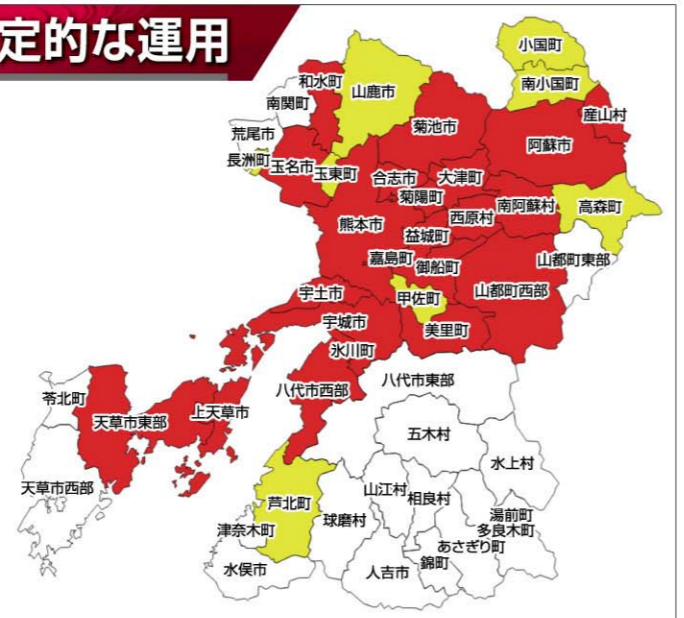 定的な運用
小国町
南小国町
和水町
山鹿市
南関町
菊池市
産山村
荒尾市
阿蘇市
長洲町
玉名市
玉東町
合志市
大津町
菊陽町
南阿蘇村
高森町
熊本市
西原村
益城町
嘉島町
御船町
山都町東部
宇土市
甲佐町
山都町西部
宇城市
美里町
氷川町
苓北町
天草市東部
上天草市
八代市西部
八代市東部
五木村
水上村
天草市西部
芦北町
山江村
相良村
湯前町
津奈木町
球磨村
多良木町
あさぎり町
水俣市
人吉市
錦町